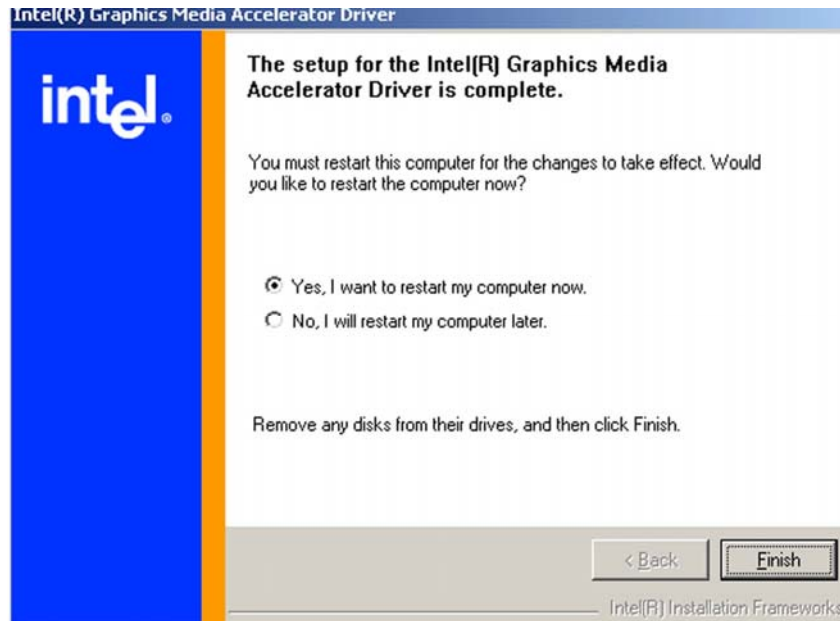 Intel(R) Graphics Media Accelerator Driver
intel®
The setup for the Intel(R) Graphics Media
Accelerator Driver is complete.
You must restart this computer for the changes to take effect. Would
you like to restart the computer now?
Yes, I want to restart my computer now.
No, I will restart my computer later.
Remove any disks from their drives, and then click Finish.
< Back
Finish
Intel(R) Installation Frameworks